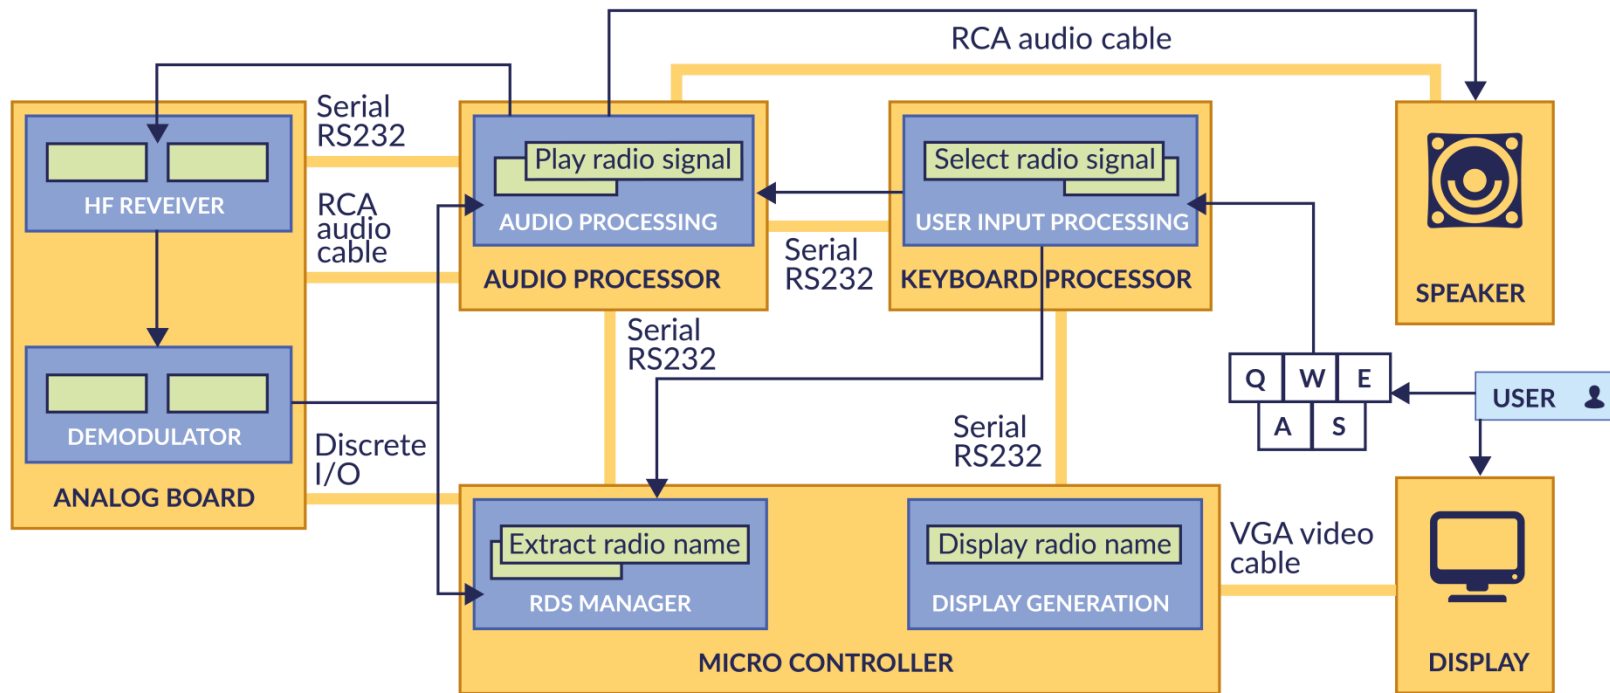 RCA audio cable
Serial
RS232
Play radio signal
Select radio signal
HF REVEIVER
RCA
audio
cable
AUDIO PROCESSING
USER INPUT PROCESSING
Serial
RS232
AUDIO PROCESSOR
KEYBOARD PROCESSOR
SPEAKER
Serial
RS232
Q W E
A S
USER
DEMODULATOR
Discrete
I/O
Serial
RS232
ANALOG BOARD
Extract radio name
Display radio name
VGA video
cable
RDS MANAGER
DISPLAY GENERATION
MICRO CONTROLLER
DISPLAY